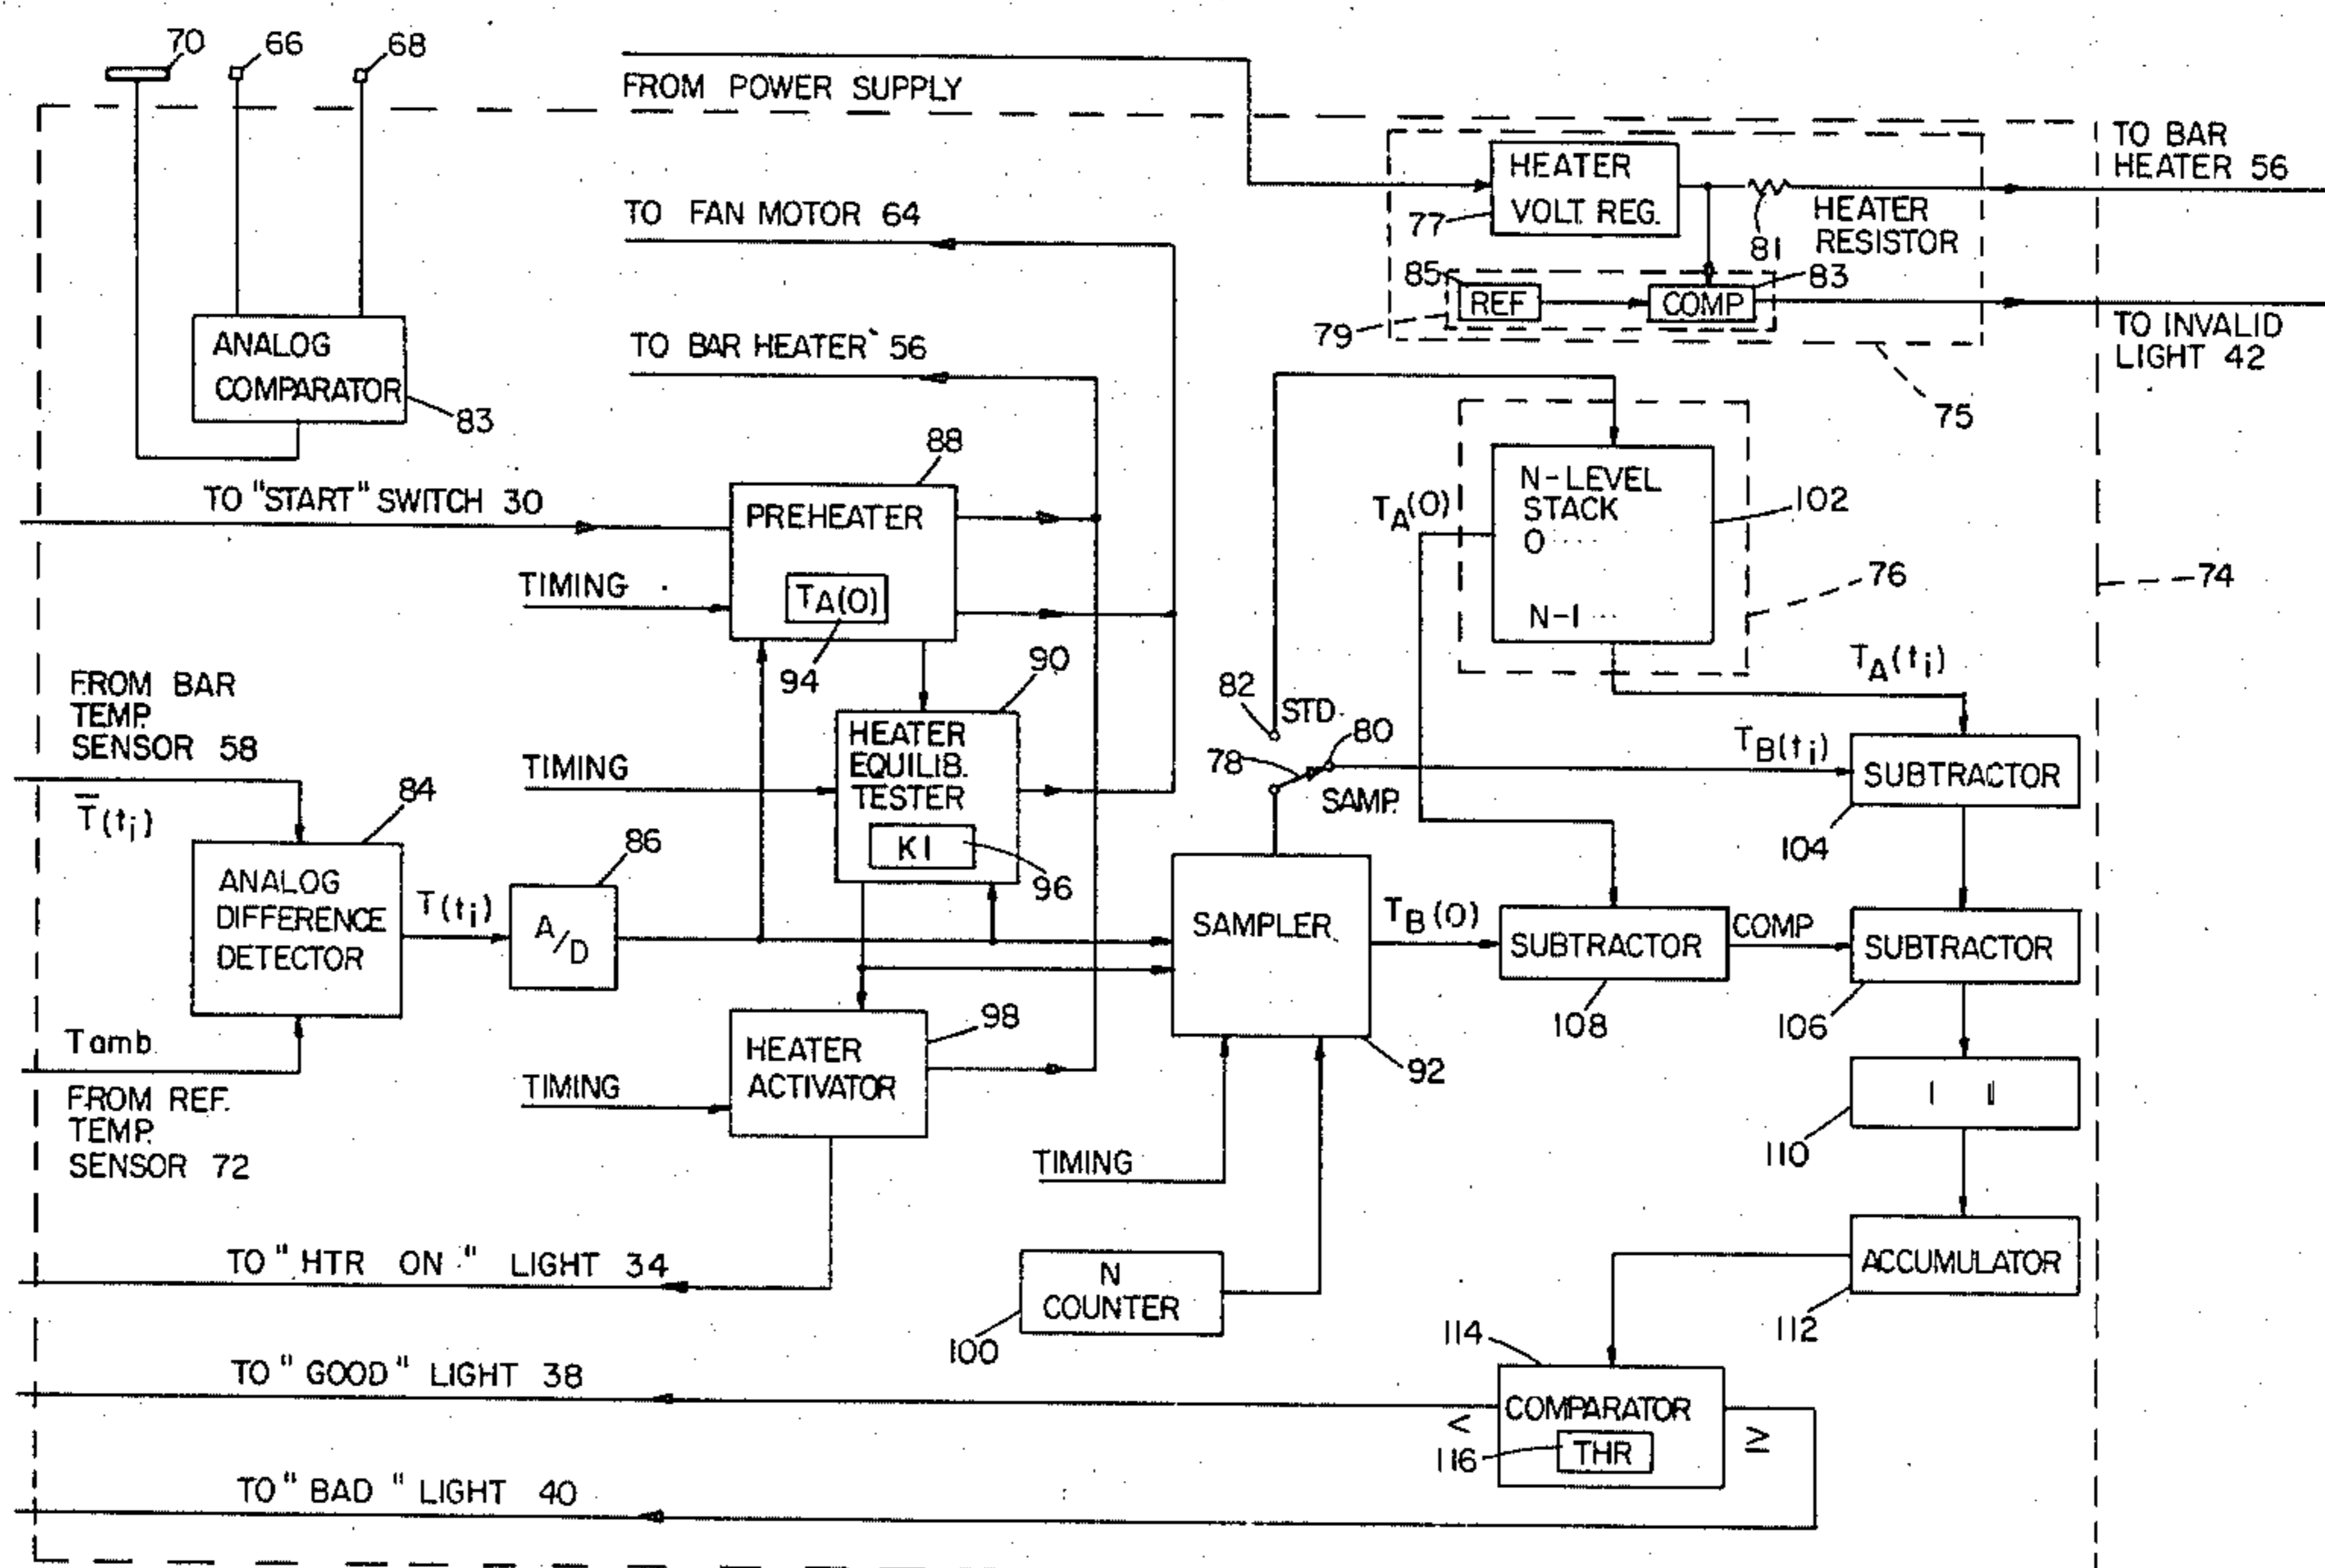 70
66
68
FROM POWER SUPPLY
TO BAR
HEATER 56
HEATER
VOLT REG.
77
81
HEATER
RESISTOR
TO FAN MOTOR 64
85
REF
COMP
83
79
TO INVALID
LIGHT 42
75
ANALOG
COMPARATOR
83
TO BAR HEATER 56
88
TO "START" SWITCH 30
PREHEATER
TA(0)
94
TIMING
TA(0)
N-LEVEL
STACK
0 ····
N-1 ···
102
76
74
FROM BAR
TEMP.
SENSOR 58
T̅(ti)
90
HEATER
EQUILIB.
TESTER
K1
96
TIMING
82
STD.
78
80
SAMP.
TA(ti)
TB(ti)
SUBTRACTOR
104
84
ANALOG
DIFFERENCE
DETECTOR
T(ti)
86
A/D
SAMPLER
92
TB(0)
SUBTRACTOR
108
COMP
SUBTRACTOR
106
Tamb.
FROM REF.
TEMP.
SENSOR 72
98
HEATER
ACTIVATOR
TIMING
TIMING
| ||
110
TO "HTR ON" LIGHT 34
N
COUNTER
100
ACCUMULATOR
112
TO "GOOD" LIGHT 38
114
COMPARATOR
<
≥
116
THR
TO "BAD" LIGHT 40